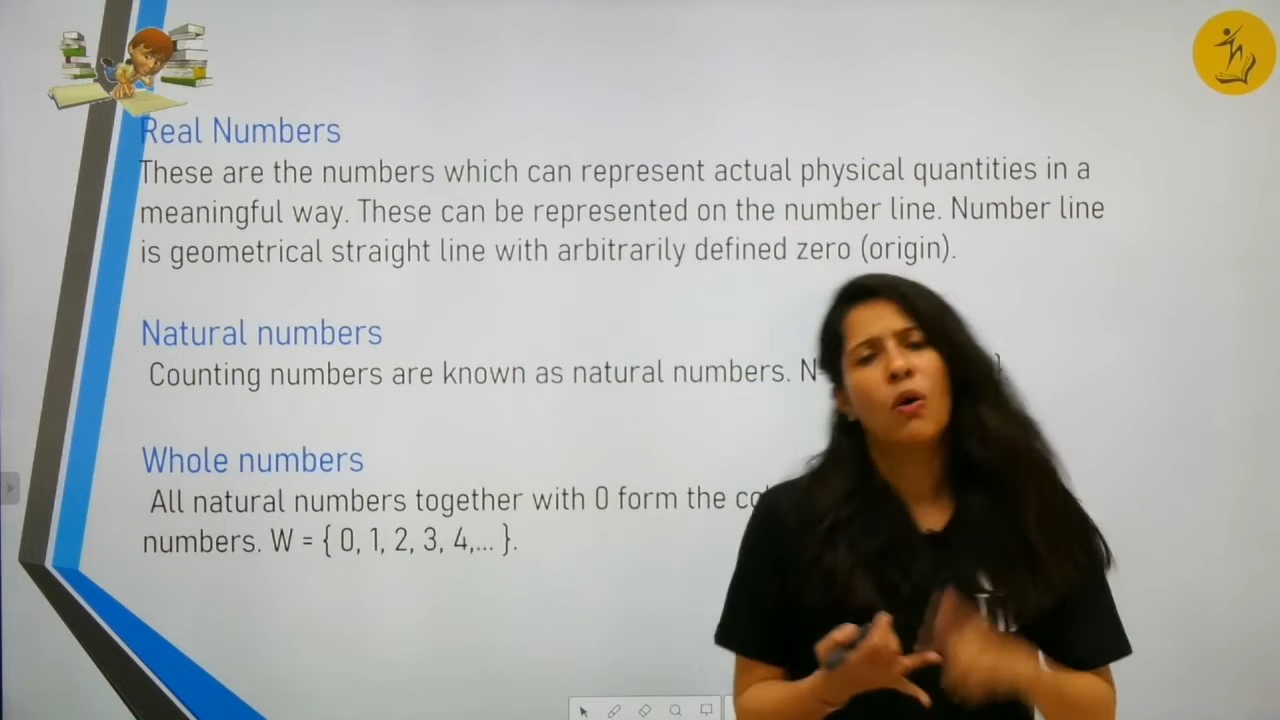 Real Numbers
These are the numbers which can represent actual physical quantities in a
meaningful way. These can be represented on the number line. Number line
is geometrical straight line with arbitrarily defined zero (origin).
Natural numbers
Counting numbers are known as natural numbers. N }
Whole numbers
All natural numbers together with 0 form the
numbers. W = { 0, 1, 2, 3, 4,... }.